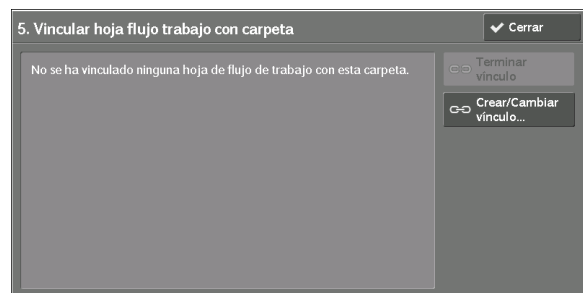 5. Vincular hoja flujo trabajo con carpeta
Cerrar
No se ha vinculado ninguna hoja de flujo de trabajo con esta carpeta.
Terminar
vínculo
Crear/Cambiar
vínculo...